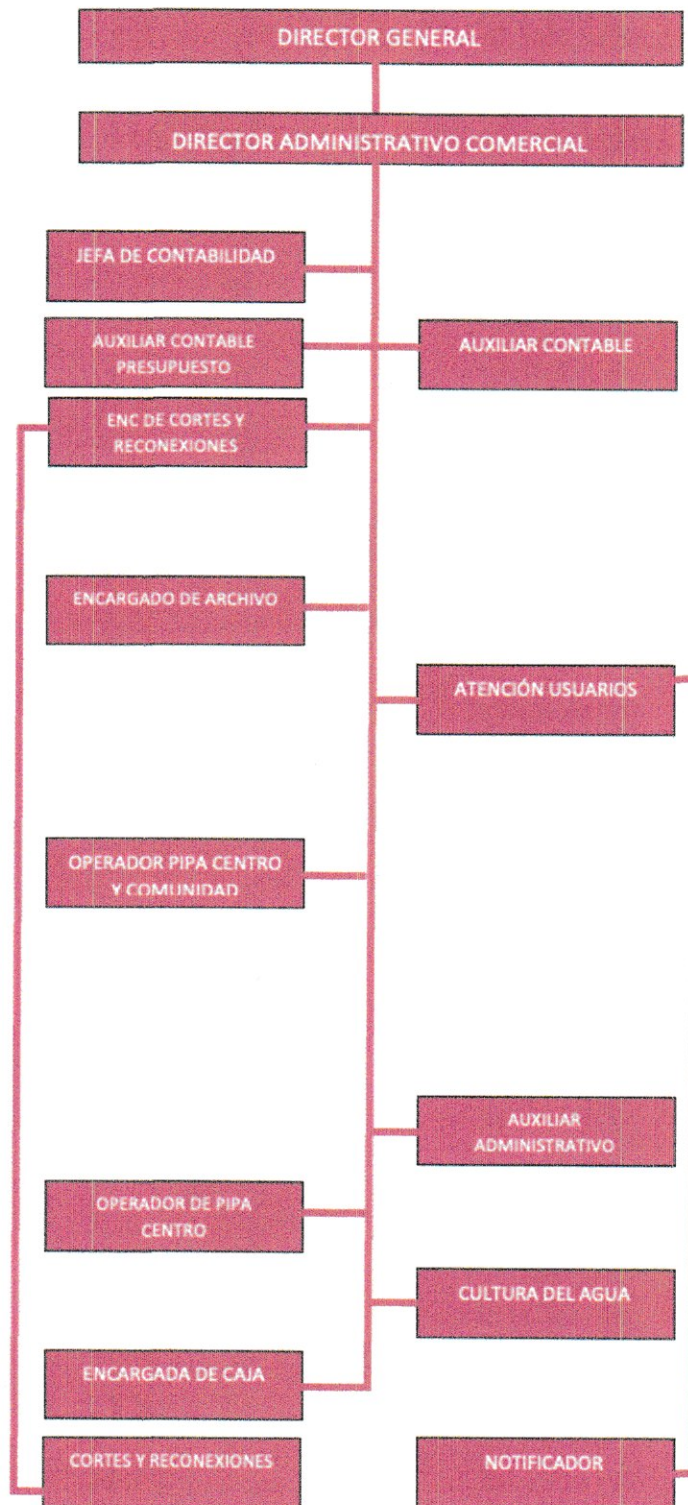 DIRECTOR GENERAL
DIRECTOR ADMINISTRATIVO COMERCIAL
JEFA DE CONTABILIDAD
AUXILIAR CONTABLE
PRESUPUESTO
AUXILIAR CONTABLE
ENC DE CORTES Y
RECONEXIONES
ENCARGADO DE ARCHIVO
ATENCIÓN USUARIOS
OPERADOR PIPA CENTRO
Y COMUNIDAD
AUXILIAR
ADMINISTRATIVO
OPERADOR DE PIPA
CENTRO
CULTURA DEL AGUA
ENCARGADA DE CAJA
CORTES Y RECONEXIONES
NOTIFICADOR